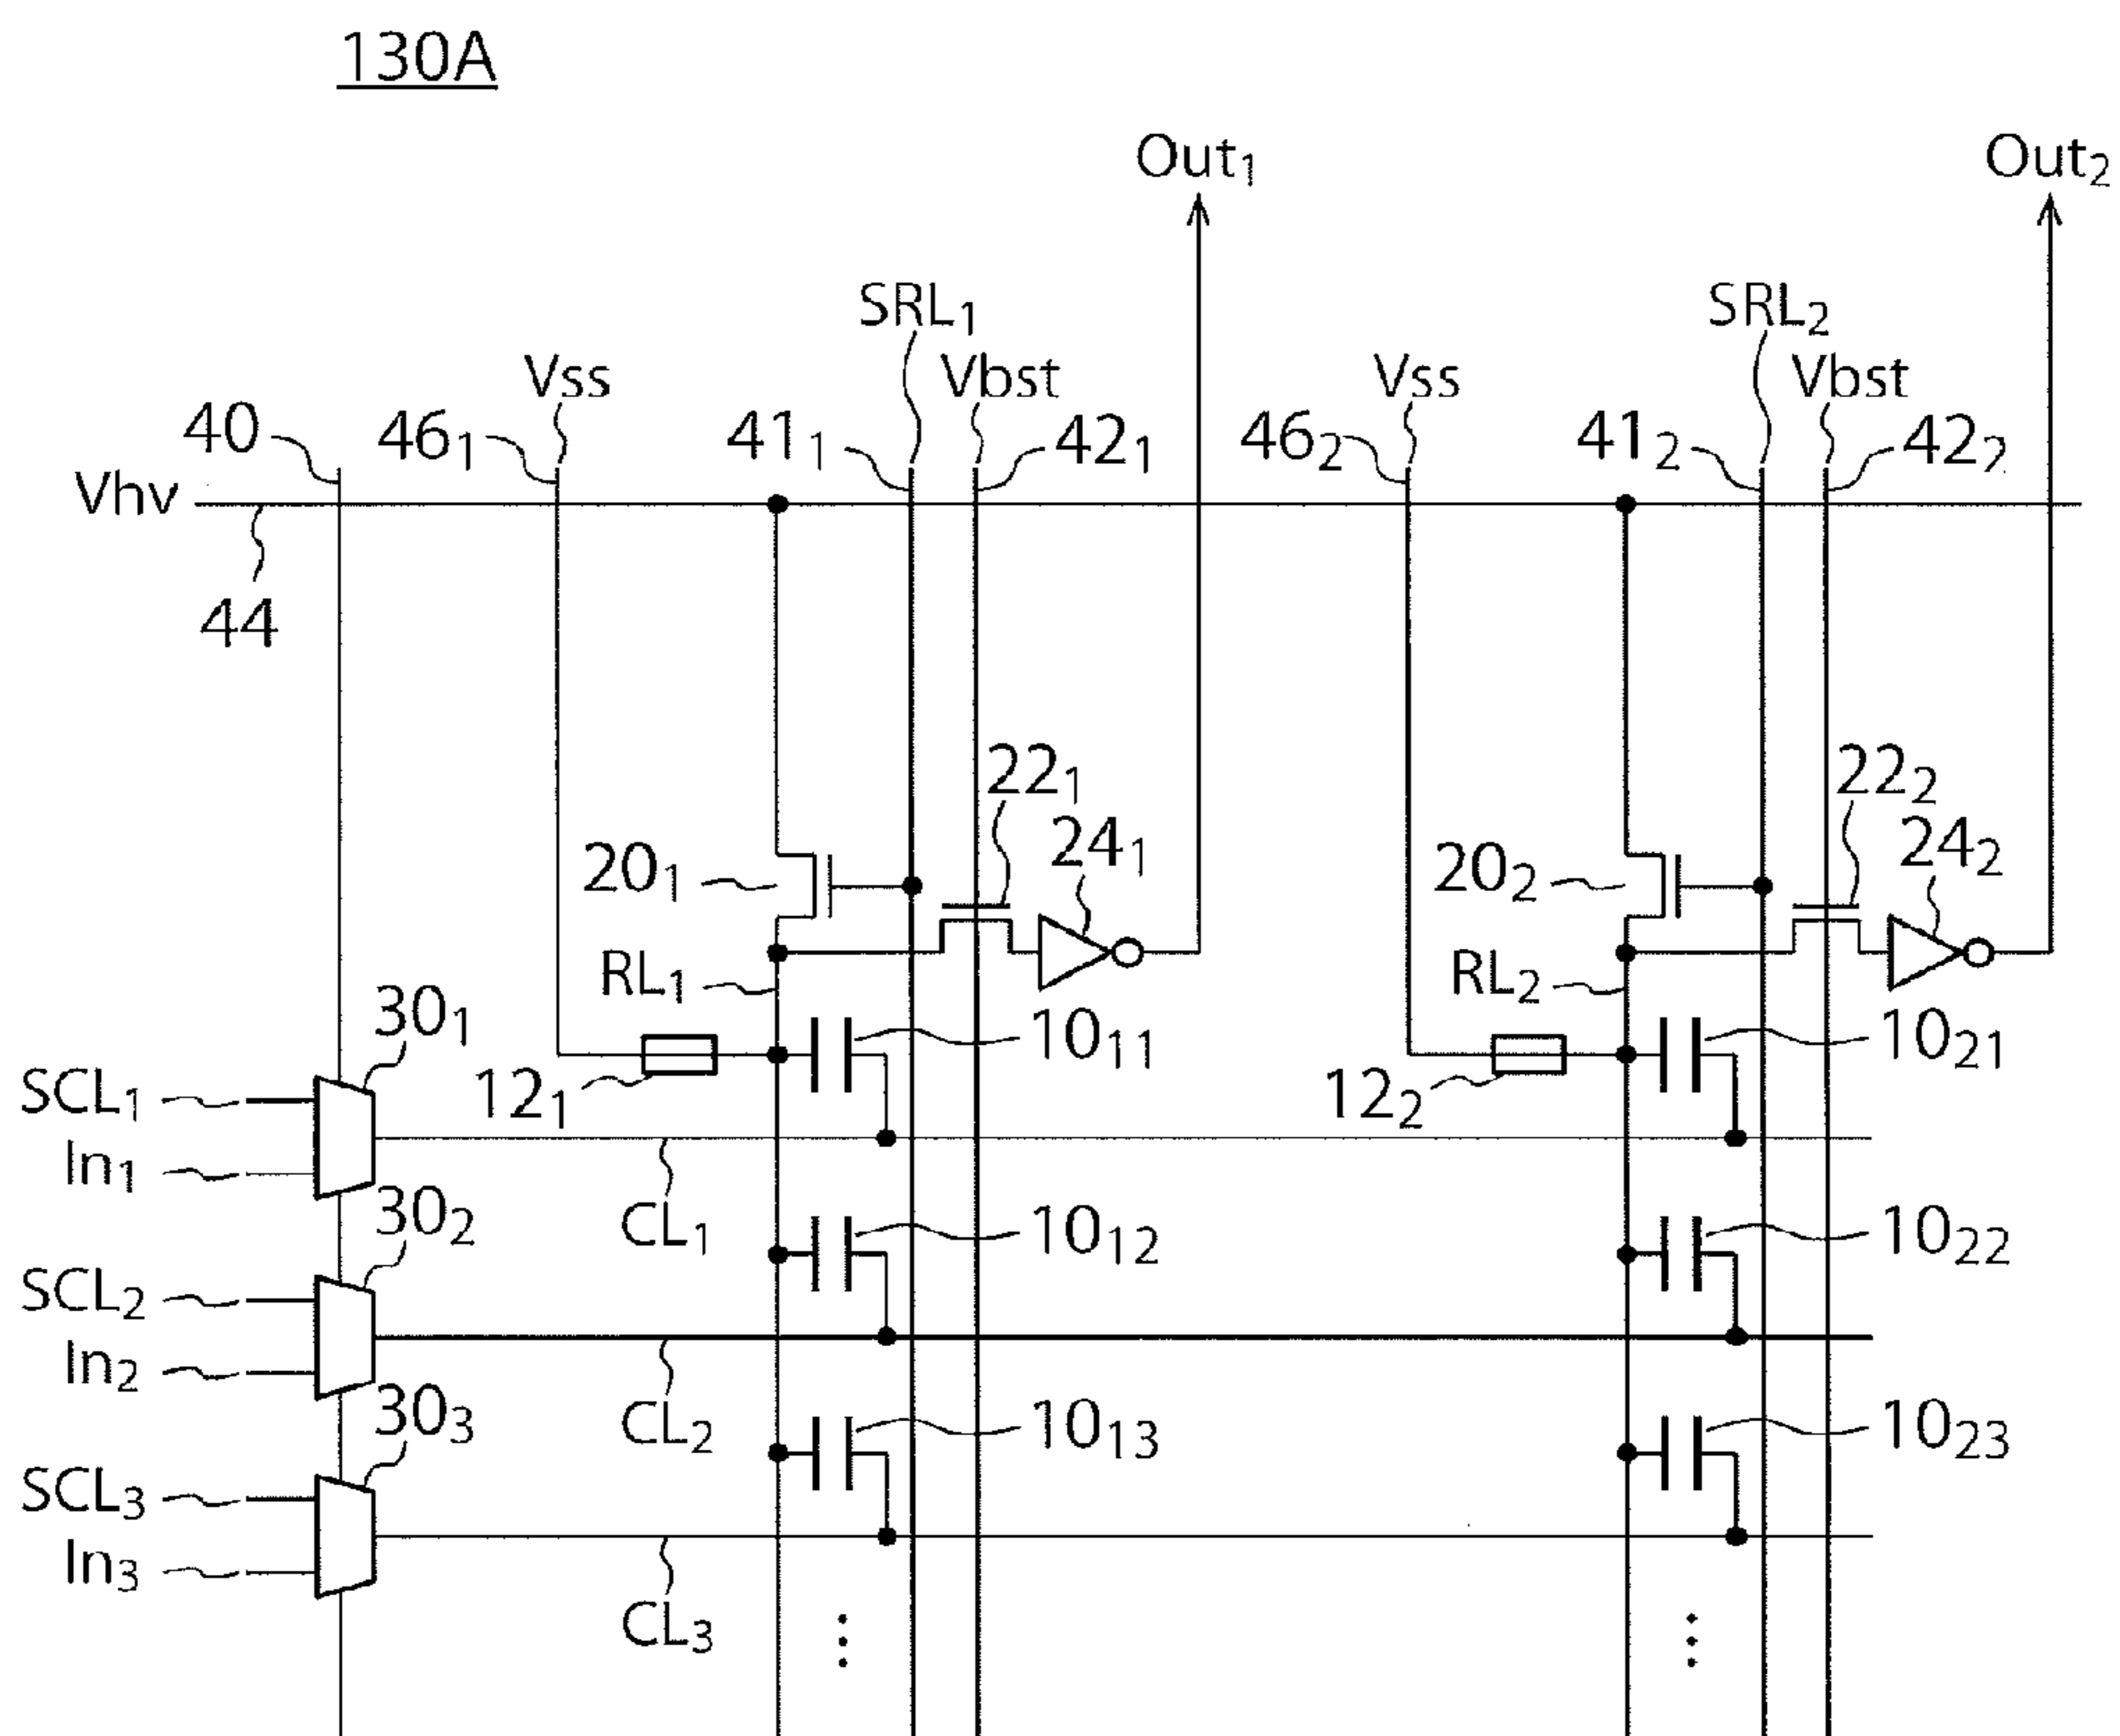 130A
Out₁ Out₂
SRL₁ SRL₂
Vss Vbst Vss Vbst
40 46₁ 41₁ 42₁ 46₂ 41₂ 42₂
Vhv
44
22₁ 22₂
20₁ 24₁ 20₂ 24₂
RL₁ RL₂
30₁ 10₁₁ 10₂₁
SCL₁ 12₁ 12₂
In₁
30₂ CL₁ 10₁₂ 10₂₂
SCL₂
In₂
30₃ CL₂ 10₁₃ 10₂₃
SCL₃
In₃
CL₃